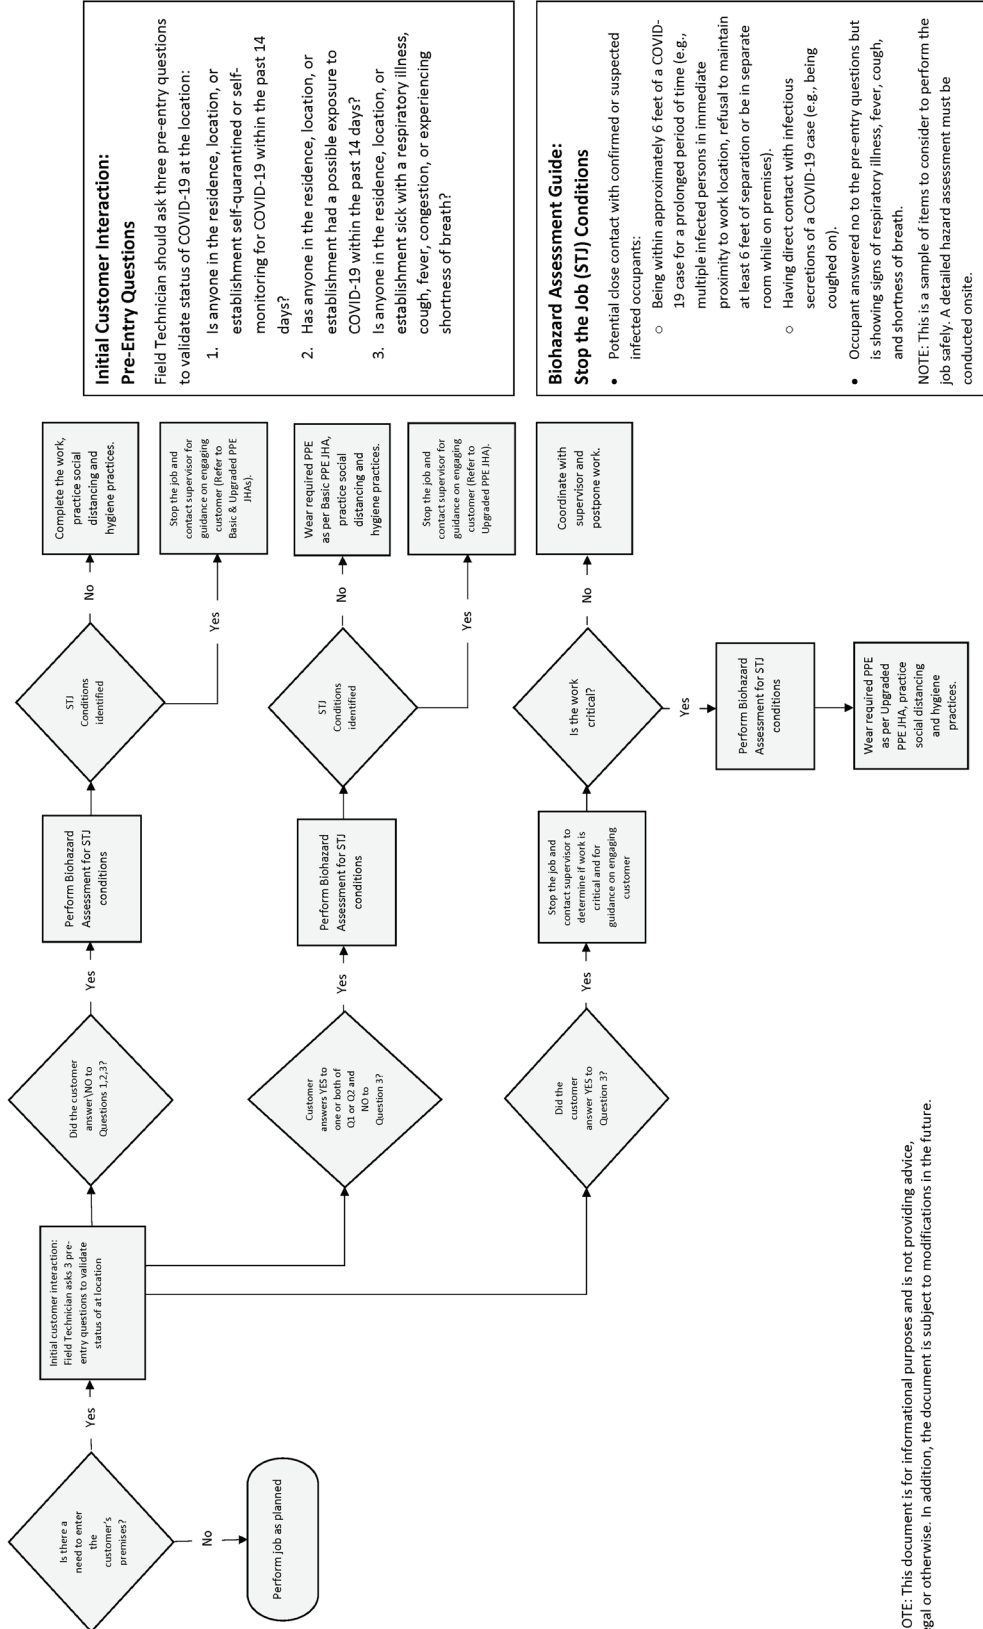 Is there a
need to enter
the
customer's
premises?
No
Perform job as planned
Yes
Initial customer interaction:
Field Technician asks 3 pre-
entry questions to validate
status of at location
Did the customer
answer\NO to
Questions 1,2,3?
Yes
Perform Biohazard
Assessment for STJ
conditions
STJ
Conditions
identified
No
Complete the work,
practice social
distancing and
hygiene practices.
Yes
Stop the job and
contact supervisor for
guidance on engaging
customer (Refer to
Basic & Upgraded PPE
JHAs).
Customer
answers YES to
one or both of
Q1 or Q2 and
NO to
Question 3?
Yes
Perform Biohazard
Assessment for STJ
conditions
STJ
Conditions
identified
No
Wear required PPE
as per Basic PPE JHA,
practice social
distancing and
hygiene practices.
Yes
Stop the job and
contact supervisor for
guidance on engaging
customer (Refer to
Upgraded PPE JHA).
Did the
customer
answer YES to
Question 3?
Yes
Stop the job and
contact supervisor to
determine if work is
critical and for
guidance on engaging
customer
Is the work
critical?
No
Coordinate with
supervisor and
postpone work.
Yes
Perform Biohazard
Assessment for STJ
conditions
Wear required PPE
as per Upgraded
PPE JHA, practice
social distancing
and hygiene
practices.
Initial Customer Interaction:
Pre-Entry Questions
Field Technician should ask three pre-entry questions
to validate status of COVID-19 at the location:
1. Is anyone in the residence, location, or
establishment self-quarantined or self-
monitoring for COVID-19 within the past 14
days?
2. Has anyone in the residence, location, or
establishment had a possible exposure to
COVID-19 within the past 14 days?
3. Is anyone in the residence, location, or
establishment sick with a respiratory illness,
cough, fever, congestion, or experiencing
shortness of breath?
Biohazard Assessment Guide:
Stop the Job (STJ) Conditions
• Potential close contact with confirmed or suspected
infected occupants:
○ Being within approximately 6 feet of a COVID-
19 case for a prolonged period of time (e.g.,
multiple infected persons in immediate
proximity to work location, refusal to maintain
at least 6 feet of separation or be in separate
room while on premises).
○ Having direct contact with infectious
secretions of a COVID-19 case (e.g., being
coughed on).
• Occupant answered no to the pre-entry questions but
is showing signs of respiratory illness, fever, cough,
and shortness of breath.
NOTE: This is a sample of items to consider to perform the
job safely. A detailed hazard assessment must be
conducted onsite.
OTE: This document is for informational purposes and is not providing advice,
egal or otherwise. In addition, the document is subject to modifications in the future.